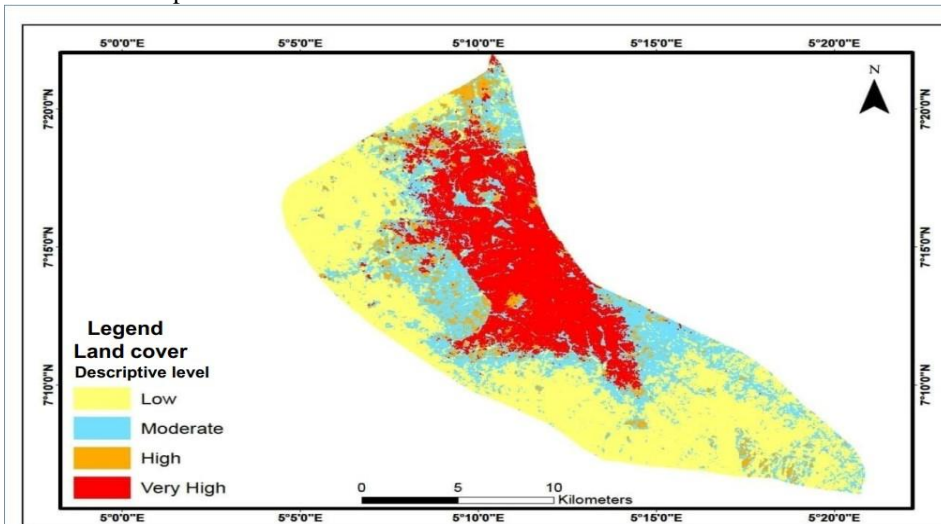 5°0'0"E 5°5'0"E 5°10'0"E 5°15'0"E 5°20'0"E
N
7°20'0"N 7°20'0"N
7°15'0"N 7°15'0"N
7°10'0"N 7°10'0"N
Legend
Land cover
Descriptive level
Low
Moderate
High
Very High
0 5 10
Kilometers
5°0'0"E 5°5'0"E 5°10'0"E 5°15'0"E 5°20'0"E